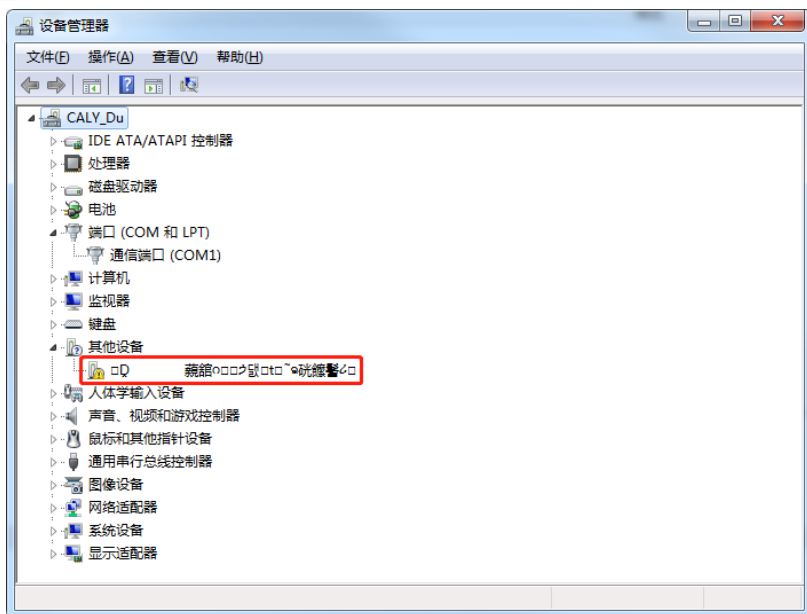 设备管理器
文件(F) 操作(A) 查看(V) 帮助(H)
CALY_Du
IDE ATA/ATAPI 控制器
处理器
磁盘驱动器
电池
端口 (COM 和 LPT)
通信端口 (COM1)
计算机
监视器
键盘
其他设备
人体学输入设备
声音、视频和游戏控制器
鼠标和其他指针设备
通用串行总线控制器
图像设备
网络适配器
系统设备
显示适配器